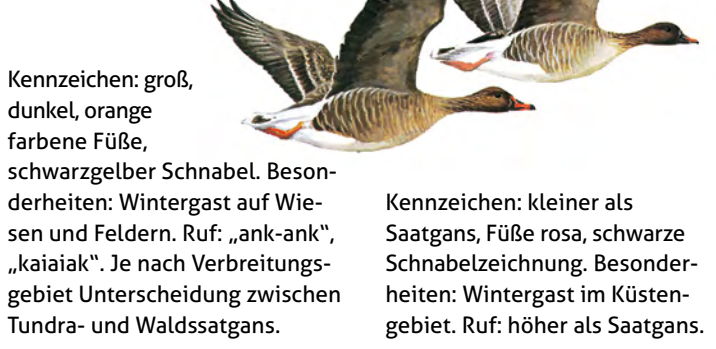 Kennzeichen: groß,
dunkel, orange
farbene Füße,
schwarzgelber Schnabel. Beson-
derheiten: Wintergast auf Wie-
sen und Feldern. Ruf: „ank-ank“,
„kaiaiak“. Je nach Verbreitungs-
gebiet Unterscheidung zwischen
Tundra- und Waldssatgans.
Kennzeichen: kleiner als
Saatgans, Füße rosa, schwarze
Schnabelzeichnung. Besonder-
heiten: Wintergast im Küsten-
gebiet. Ruf: höher als Saatgans.